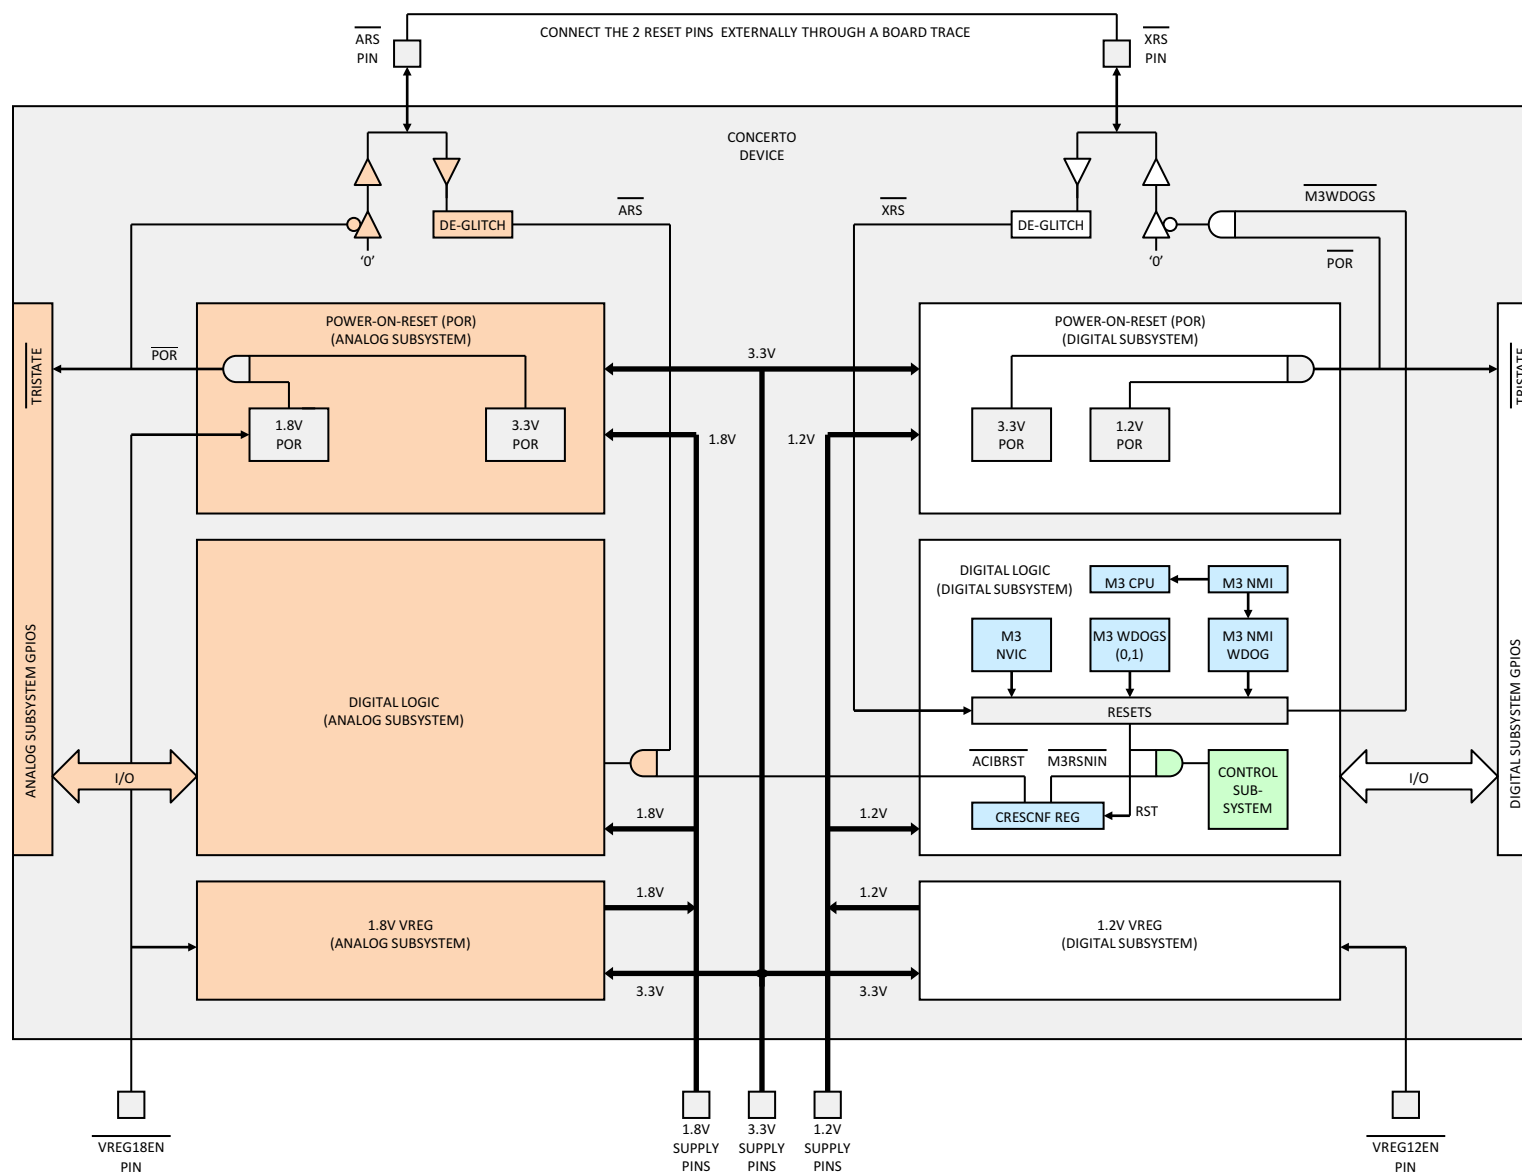 CONNECT THE 2 RESET PINS EXTERNALLY THROUGH A BOARD TRACE
ARS
PIN
XRS
PIN
CONCERTO
DEVICE
ARS
XRS
M3WDOGS
DE-GLITCH
DE-GLITCH
‘0’
‘0’
POR
POWER-ON-RESET (POR)
(ANALOG SUBSYSTEM)
POWER-ON-RESET (POR)
(DIGITAL SUBSYSTEM)
TRISTATE
POR
3.3V
TRISTATE
1.8V
POR
3.3V
POR
1.8V
1.2V
3.3V
POR
1.2V
POR
ANALOG SUBSYSTEM GPIOS
DIGITAL SUBSYSTEM GPIOS
DIGITAL LOGIC
(ANALOG SUBSYSTEM)
DIGITAL LOGIC
(DIGITAL SUBSYSTEM)
M3 CPU
M3 NMI
M3
NVIC
M3 WDOGS
(0,1)
M3 NMI
WDOG
RESETS
ACIBRST
M3RSNIN
CONTROL
SUB-
SYSTEM
I/O
I/O
CRESCNF REG
RST
1.8V
1.2V
1.8V
1.2V
1.8V VREG
(ANALOG SUBSYSTEM)
1.2V VREG
(DIGITAL SUBSYSTEM)
3.3V
3.3V
VREG18EN
PIN
1.8V
SUPPLY
PINS
3.3V
SUPPLY
PINS
1.2V
SUPPLY
PINS
VREG12EN
PIN